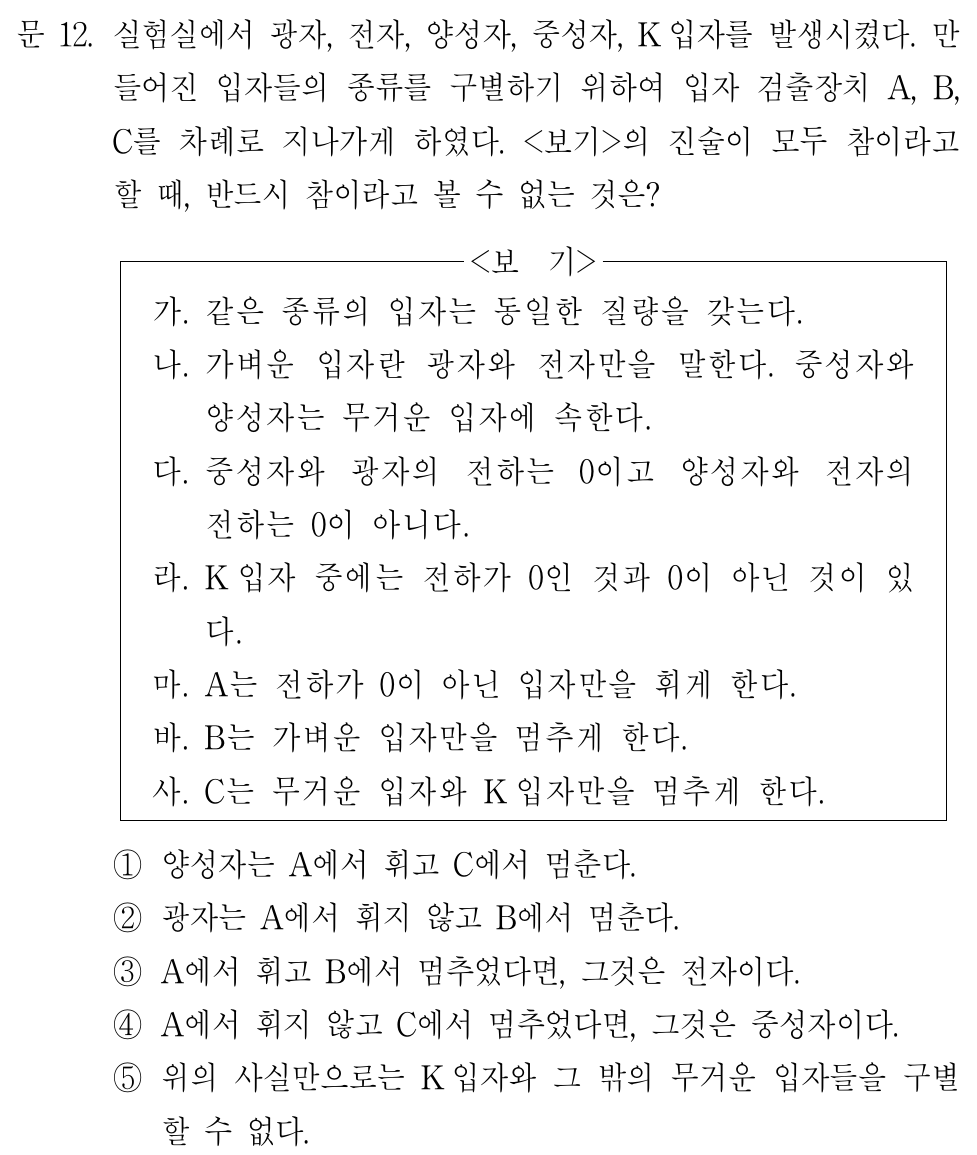 문 12. 실험실에서 광자, 전자, 양성자, 중성자, K입자를 발생시켰다. 만
들어진 입자들의 종류를 구별하기 위하여 입자 검출장치 A, B,
C를 차례로 지나가게 하였다. <보기>의 진술이 모두 참이라고
할 때, 반드시 참이라고 볼 수 없는 것은?
<보 기>
가. 같은 종류의 입자는 동일한 질량을 갖는다.
나. 가벼운 입자란 광자와 전자만을 말한다. 중성자와
양성자는 무거운 입자에 속한다.
다. 중성자와 광자의 전하는 0이고 양성자와 전자의
전하는 0이 아니다.
라. K입자 중에는 전하가 0인 것과 0이 아닌 것이 있
다.
마. A는 전하가 0이 아닌 입자만을 휘게 한다.
바. B는 가벼운 입자만을 멈추게 한다.
사. C는 무거운 입자와 K입자만을 멈추게 한다.
① 양성자는 A에서 휘고 C에서 멈춘다.
② 광자는 A에서 휘지 않고 B에서 멈춘다.
③ A에서 휘고 B에서 멈추었다면, 그것은 전자이다.
④ A에서 휘지 않고 C에서 멈추었다면, 그것은 중성자이다.
⑤ 위의 사실만으로는 K입자와 그 밖의 무거운 입자들을 구별
할 수 없다.